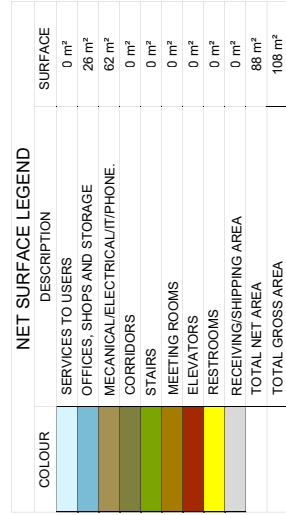 NET SURFACE LEGEND
COLOUR DESCRIPTION SURFACE
SERVICES TO USERS 0 m²
OFFICES, SHOPS AND STORAGE 26 m²
MECANICAL/ELECTRICAL/IT/PHONE. 62 m²
CORRIDORS 0 m²
STAIRS 0 m²
MEETING ROOMS 0 m²
ELEVATORS 0 m²
RESTROOMS 0 m²
RECEIVING/SHIPPING AREA 0 m²
TOTAL NET AREA 88 m²
TOTAL GROSS AREA 108 m²